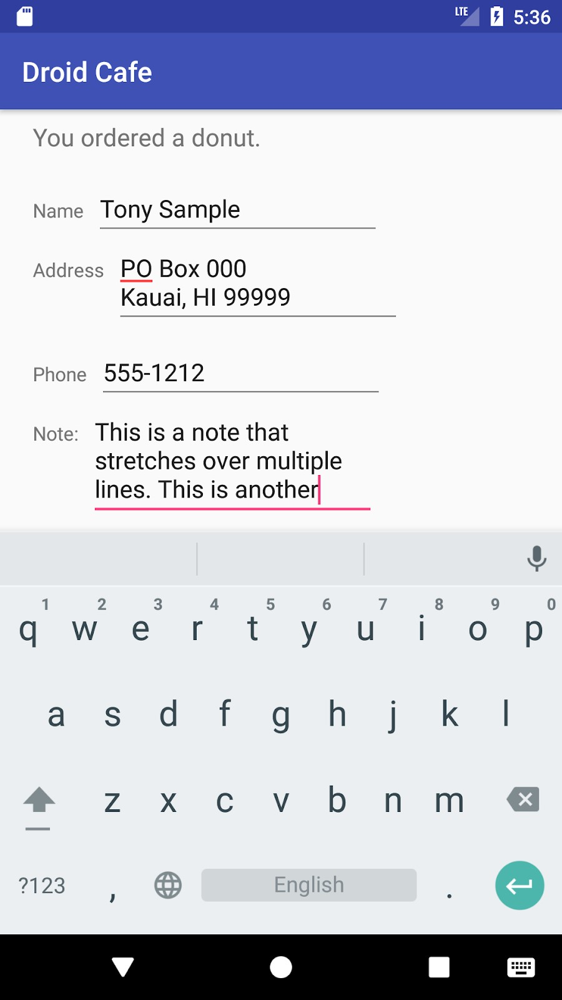 LTE 5:36
Droid Cafe
You ordered a donut.
Name Tony Sample
Address PO Box 000
Kauai, HI 99999
Phone 555-1212
Note: This is a note that
stretches over multiple
lines. This is another
1 2 3 4 5 6 7 8 9 0
q w e r t y u i o p
a s d f g h j k l
z x c v b n m
?123 , English .